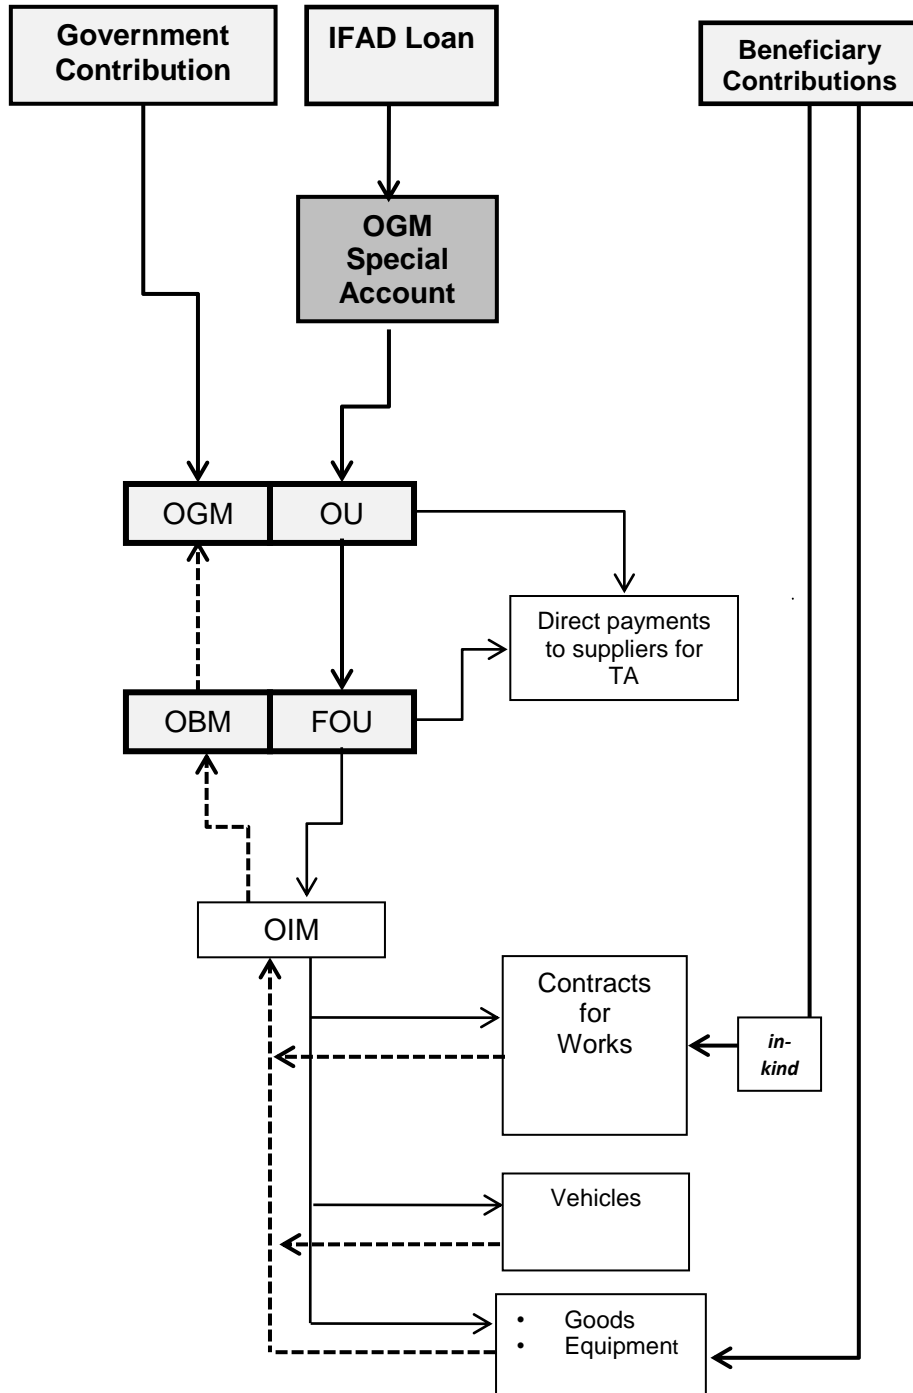 Government
Contribution
IFAD Loan
Beneficiary
Contributions
OGM
Special
Account
OGM
OU
Direct payments
to suppliers for
TA
OBM
FOU
OIM
Contracts
for
Works
in-
kind
Vehicles
• Goods
• Equipment